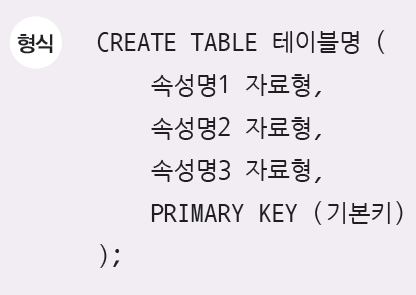 형식 CREATE TABLE 테이블명 (
속성명1 자료형,
속성명2 자료형,
속성명3 자료형,
PRIMARY KEY (기본키)
);